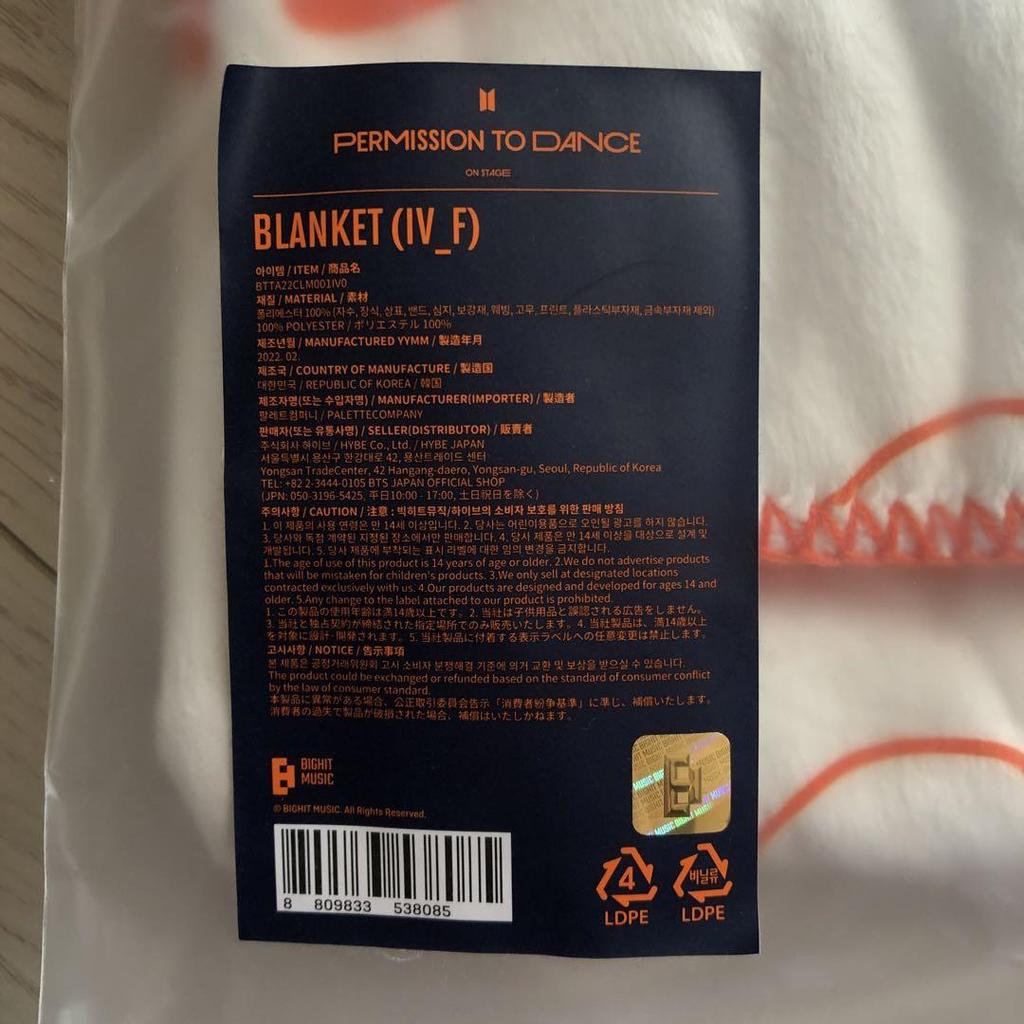 PERMISSION TO DANCE
ON STAGE
BLANKET (IV_F)
아이템 / ITEM / 商品名
BTTA22CLM001IV0
재질 / MATERIAL / 素材
폴리에스터 100% (자수, 장식, 상표, 밴드, 심지, 보강재, 웨빙, 고무, 프린트, 플라스틱부자재, 금속부자재 제외)
100% POLYESTER / ポリエステル 100%
제조년월 / MANUFACTURED YYMM / 製造年月
2022. 02.
제조국 / COUNTRY OF MANUFACTURE / 製造国
대한민국 / REPUBLIC OF KOREA / 韓国
제조자명(또는 수입자명) / MANUFACTURER(IMPORTER) / 製造者
팔레트컴퍼니 / PALETTECOMPANY
판매자(또는 유통사명) / SELLER(DISTRIBUTOR) / 販売者
주식회사 하이브 / HYBE Co., Ltd. / HYBE JAPAN
서울특별시 용산구 한강대로 42, 용산트레이드 센터
Yongsan TradeCenter, 42 Hangang-daero, Yongsan-gu, Seoul, Republic of Korea
TEL: +82 2-3444-0105 BTS JAPAN OFFICIAL SHOP
(JPN: 050-3196-5425, 平日10:00 - 17:00, 土日祝日を除く)
주의사항 / CAUTION / 注意 : 빅히트뮤직/하이브의 소비자 보호를 위한 판매 방침
1. 이 제품의 사용 연령은 만 14세 이상입니다. 2. 당사는 어린이용품으로 오인될 광고를 하지 않습니다.
3. 당사와 독점 계약된 지정된 장소에서만 판매합니다. 4. 당사 제품은 만 14세 이상을 대상으로 설계 및
개발됩니다. 5. 당사 제품에 부착되는 표시 라벨에 대한 임의 변경을 금지합니다.
1.The age of use of this product is 14 years of age or older. 2.We do not advertise products
that will be mistaken for children's products. 3.We only sell at designated locations
contracted exclusively with us. 4.Our products are designed and developed for ages 14 and
older. 5.Any change to the label attached to our product is prohibited.
1. この製品の使用年齢は満14歳以上です。2. 当社は子供用品と誤認される広告をしません。
3. 当社と独占契約が締結された指定場所でのみ販売いたします。4. 当社製品は、満14歳以上
を対象に設計·開発されます。5. 当社製品に付着する表示ラベルへの任意変更は禁止します。
고시사항 / NOTICE / 告示事項
본 제품은 공정거래위원회 고시 소비자 분쟁해결 기준에 의거 교환 및 보상을 받으실 수 있습니다.
The product could be exchanged or refunded based on the standard of consumer conflict
by the law of consumer standard.
本製品に異常がある場合、公正取引委員会告示「消費者紛争基準」に準じ、補償いたします。
消費者の過失で製品が破損された場合、補償はいたしかねます。
BIGHIT
MUSIC
© BIGHIT MUSIC. All Rights Reserved.
8 809833 538085
MUSIC BIGHIT MUSIC
4
LDPE
비닐류
LDPE